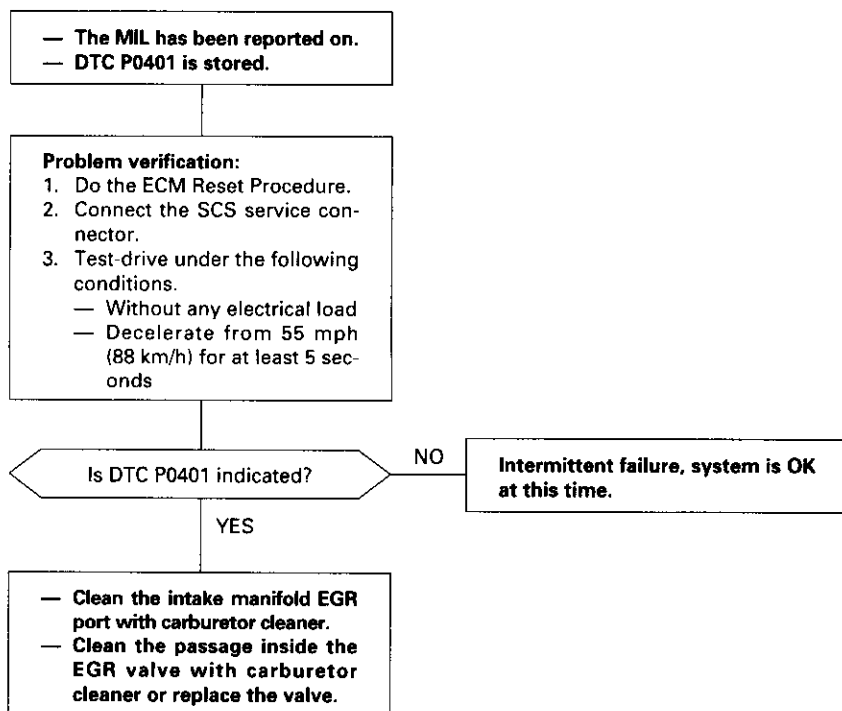 — The MIL has been reported on.
— DTC P0401 is stored.
Problem verification:
1. Do the ECM Reset Procedure.
2. Connect the SCS service con-
nector.
3. Test-drive under the following
conditions.
— Without any electrical load
— Decelerate from 55 mph
(88 km/h) for at least 5 sec-
onds
Is DTC P0401 indicated?
NO
Intermittent failure, system is OK
at this time.
YES
— Clean the intake manifold EGR
port with carburetor cleaner.
— Clean the passage inside the
EGR valve with carburetor
cleaner or replace the valve.